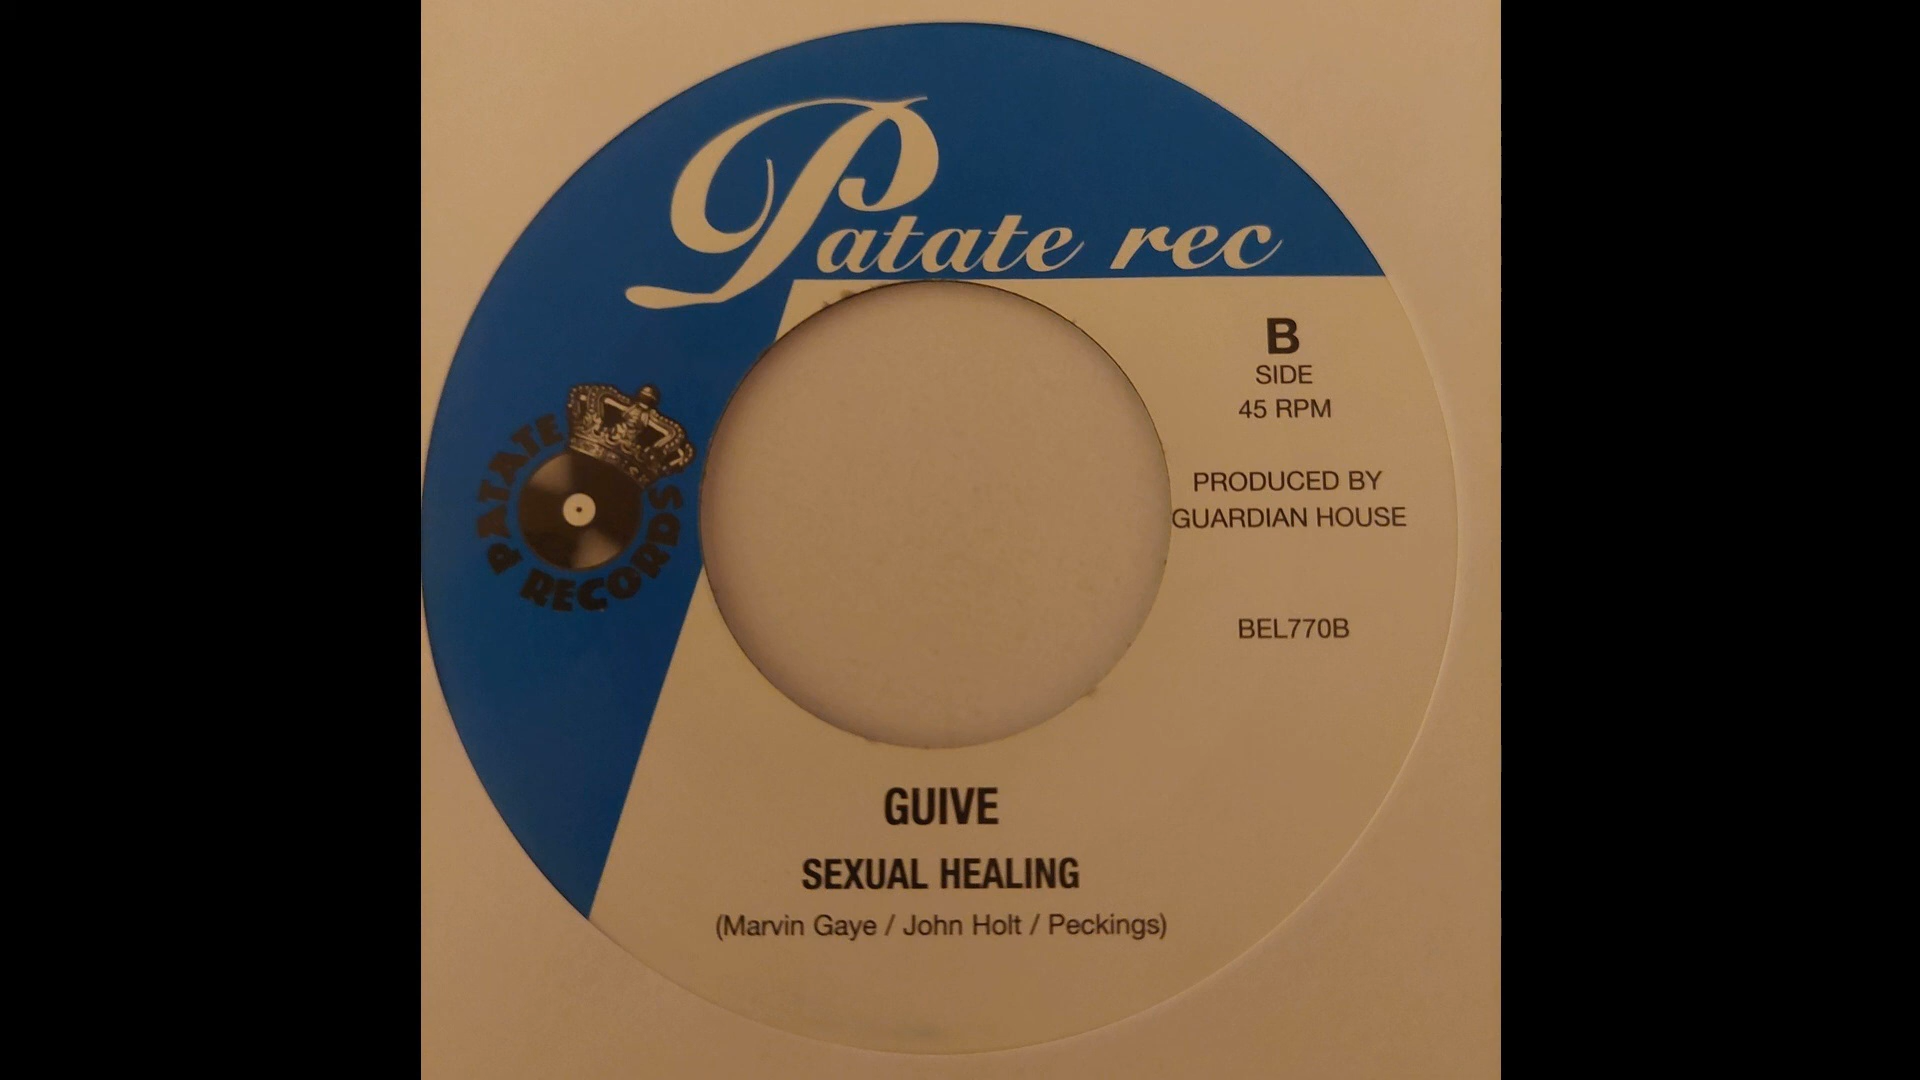 Patate rec
B
SIDE
45 RPM
PATATE RECORDS
PRODUCED BY
GUARDIAN HOUSE
BEL770B
GUIVE
SEXUAL HEALING
(Marvin Gaye / John Holt / Peckings)